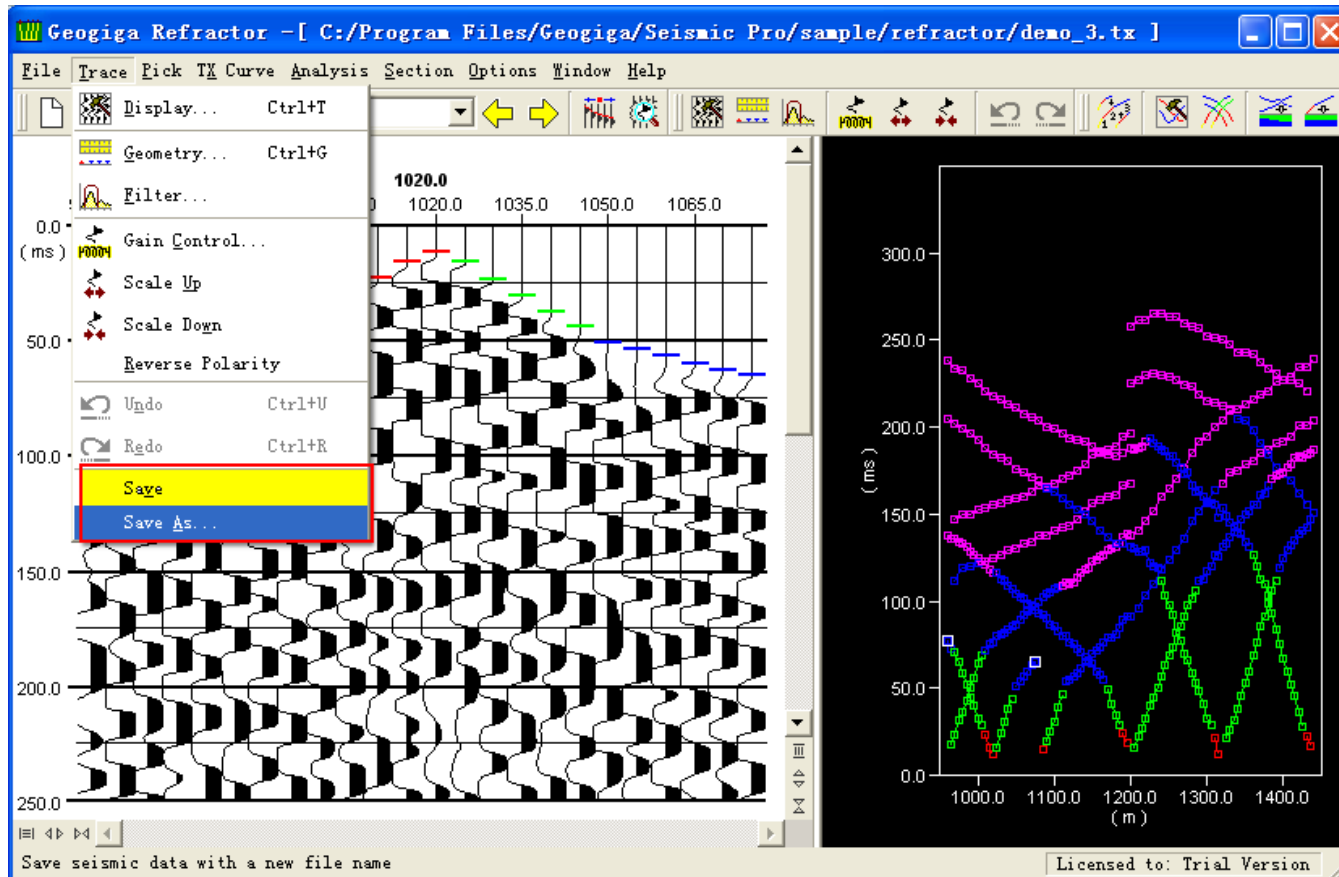 Geogiga Refractor -[ C:/Program Files/Geogiga/Seismic Pro/sample/refractor/demo_3.tx ]
File Trace Pick TX Curve Analysis Section Options Window Help
Display... Ctrl+T
Geometry... Ctrl+G
Filter...
Gain Control...
Scale Up
Scale Down
Reverse Polarity
Undo Ctrl+U
Redo Ctrl+R
Save
Save As...
1020.0
1020.0 1035.0 1050.0 1065.0
0.0
(ms)
50.0
100.0
150.0
200.0
250.0
300.0
250.0
200.0
(ms)
150.0
100.0
50.0
0.0
1000.0 1100.0 1200.0 1300.0 1400.0
(m)
Save seismic data with a new file name
Licensed to: Trial Version